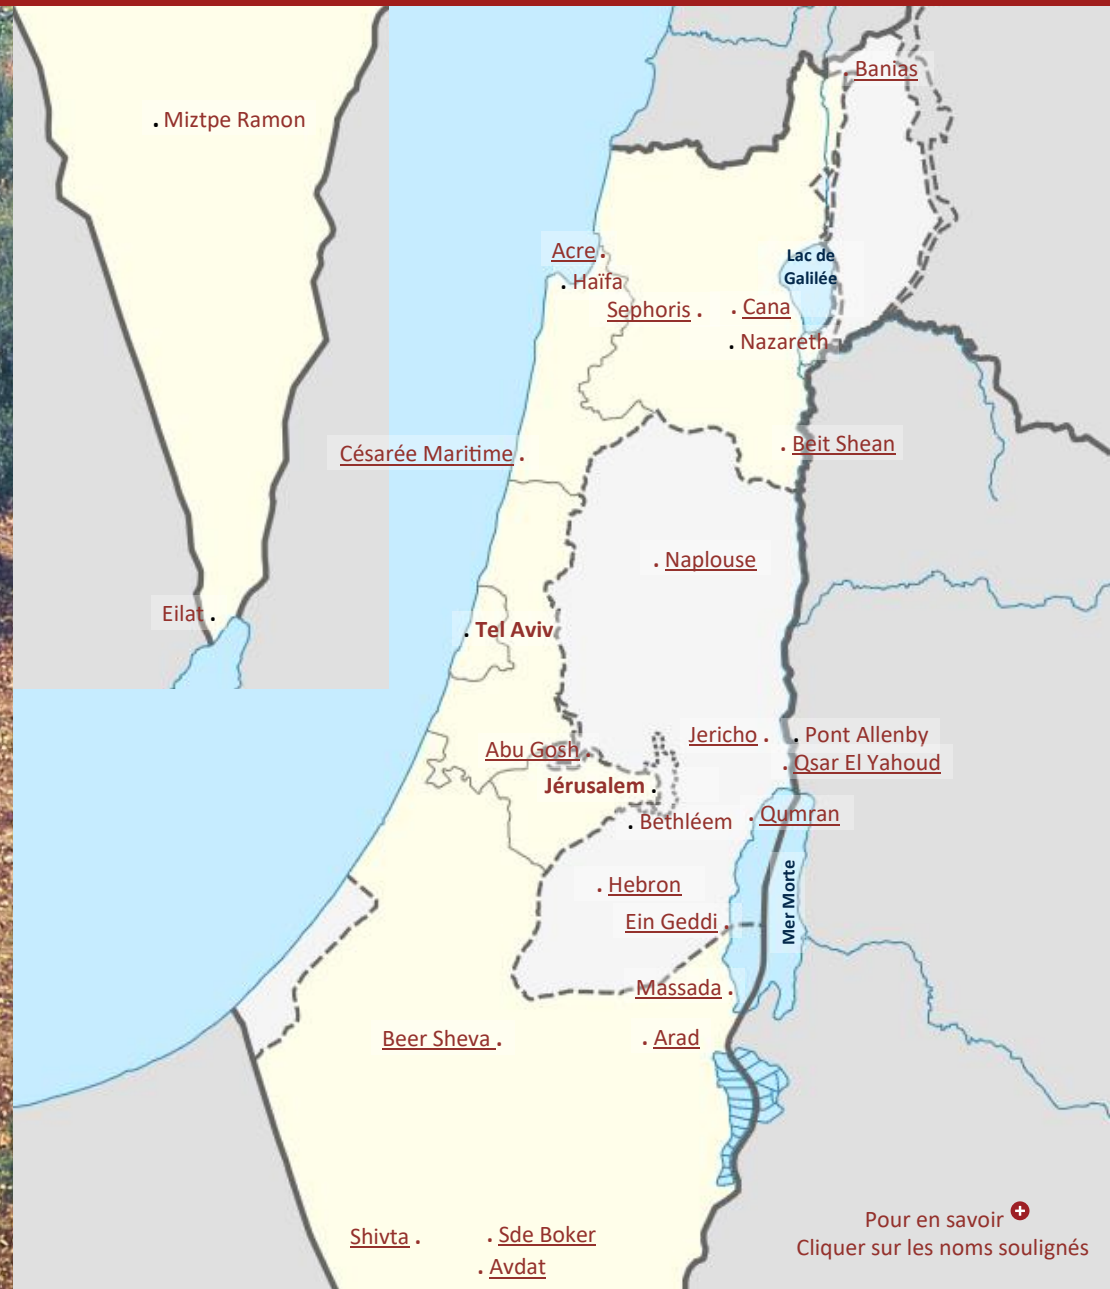 Banias
Miztpe Ramon
Acre
Lac de
Galilée
Haïfa
Sephoris
Cana
Nazareth
Césarée Maritime
Beit Shean
Naplouse
Eilat
Tel Aviv
Jericho
Pont Allenby
Abu Gosh
Qsar El Yahoud
Jérusalem
Bethléem
Qumran
Mer Morte
Hebron
Ein Geddi
Massada
Beer Sheva
Arad
Pour en savoir +
Cliquer sur les noms soulignés
Shivta
Sde Boker
Avdat